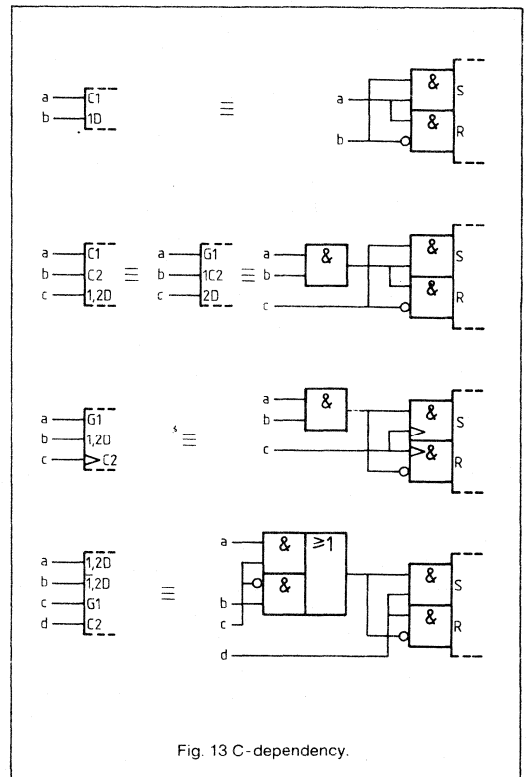 a C1
b 1D
≡
a
b
& S
& R
a C1
b C2
c 1,2D
≡
a G1
b 1C2
c 2D
≡
a
b
c
&
& S
& R
a G1
b 1,2D
c C2
≡
a
b
c
&
& S
& R
a 1,2D
b 1̅,2D
c G1
d C2
≡
a
b
c
d
& ≥1
&
& S
& R
Fig. 13 C-dependency.